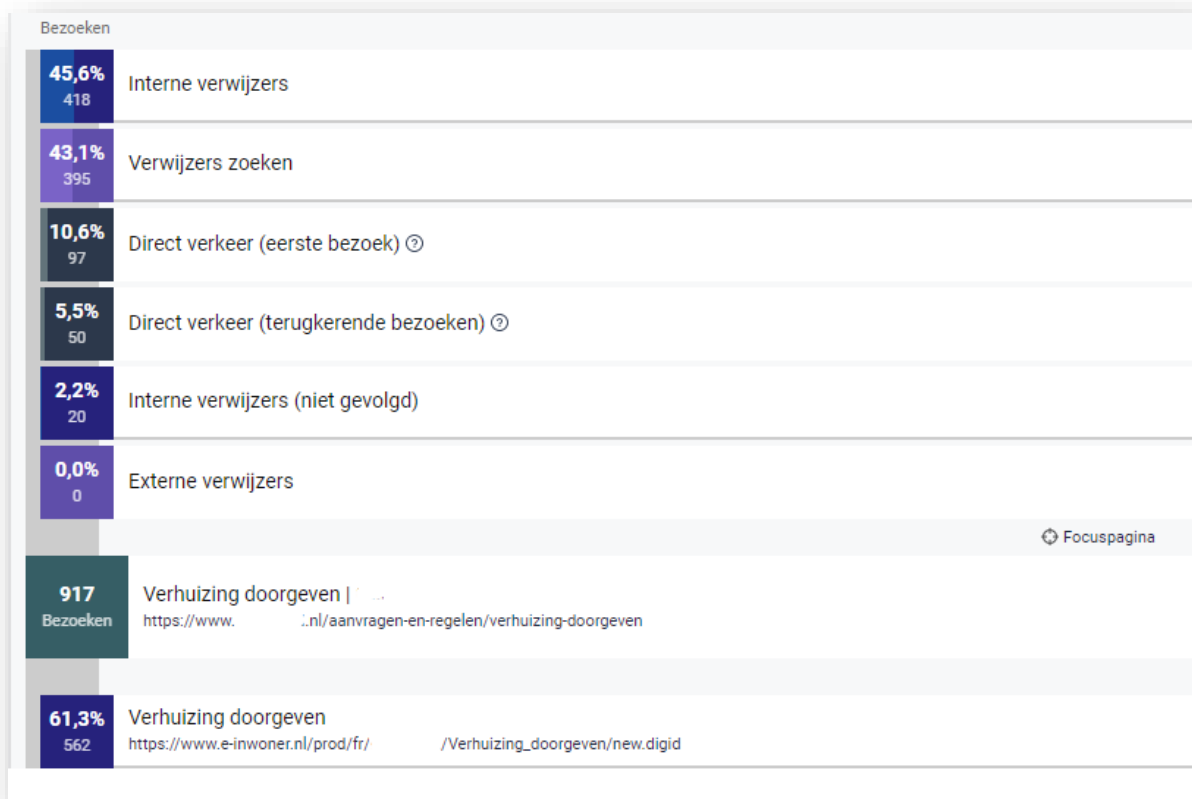 Bezoeken
45,6%
418
Interne verwijzers
43,1%
395
Verwijzers zoeken
10,6%
97
Direct verkeer (eerste bezoek)
5,5%
50
Direct verkeer (terugkerende bezoeken)
2,2%
20
Interne verwijzers (niet gevolgd)
0,0%
0
Externe verwijzers
Focuspagina
917
Bezoeken
Verhuizing doorgeven |
https://www. .nl/aanvragen-en-regelen/verhuizing-doorgeven
61,3%
562
Verhuizing doorgeven
https://www.e-inwoner.nl/prod/fr/ /Verhuizing_doorgeven/new.digid